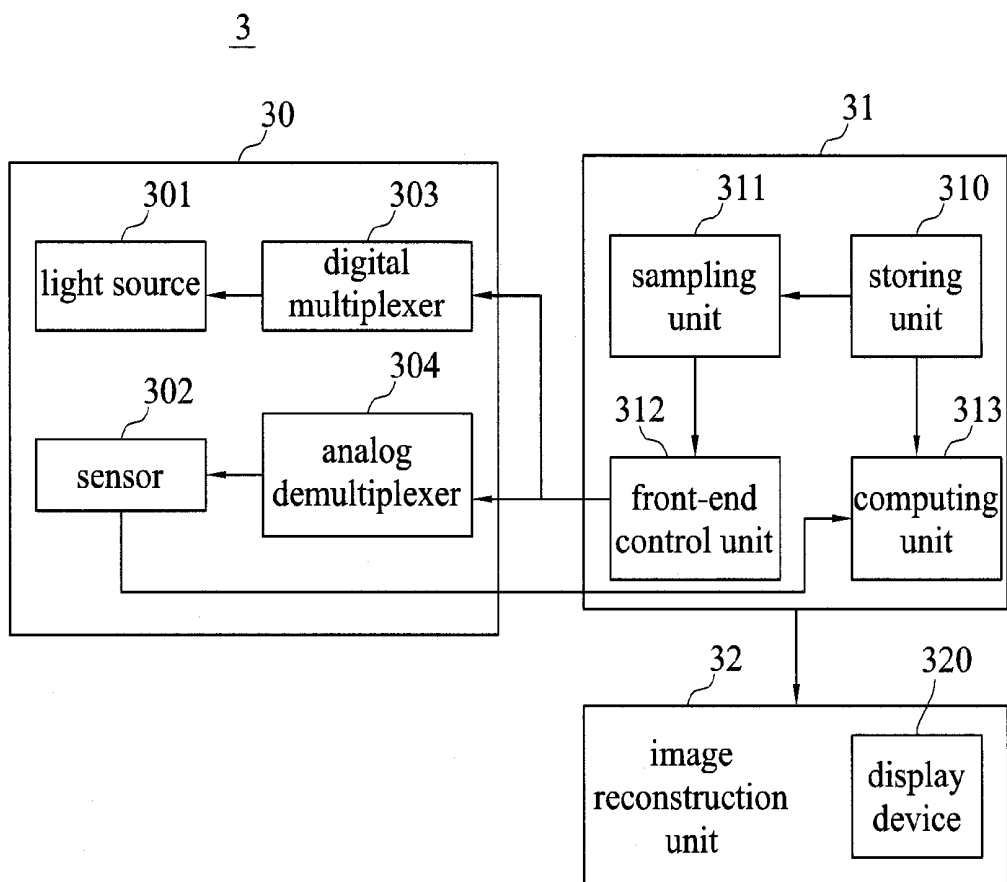 3
30
31
301
303
311
310
light source
digital
multiplexer
sampling
unit
storing
unit
302
304
312
313
sensor
analog
demultiplexer
front-end
control unit
computing
unit
32
320
image
reconstruction
unit
display
device